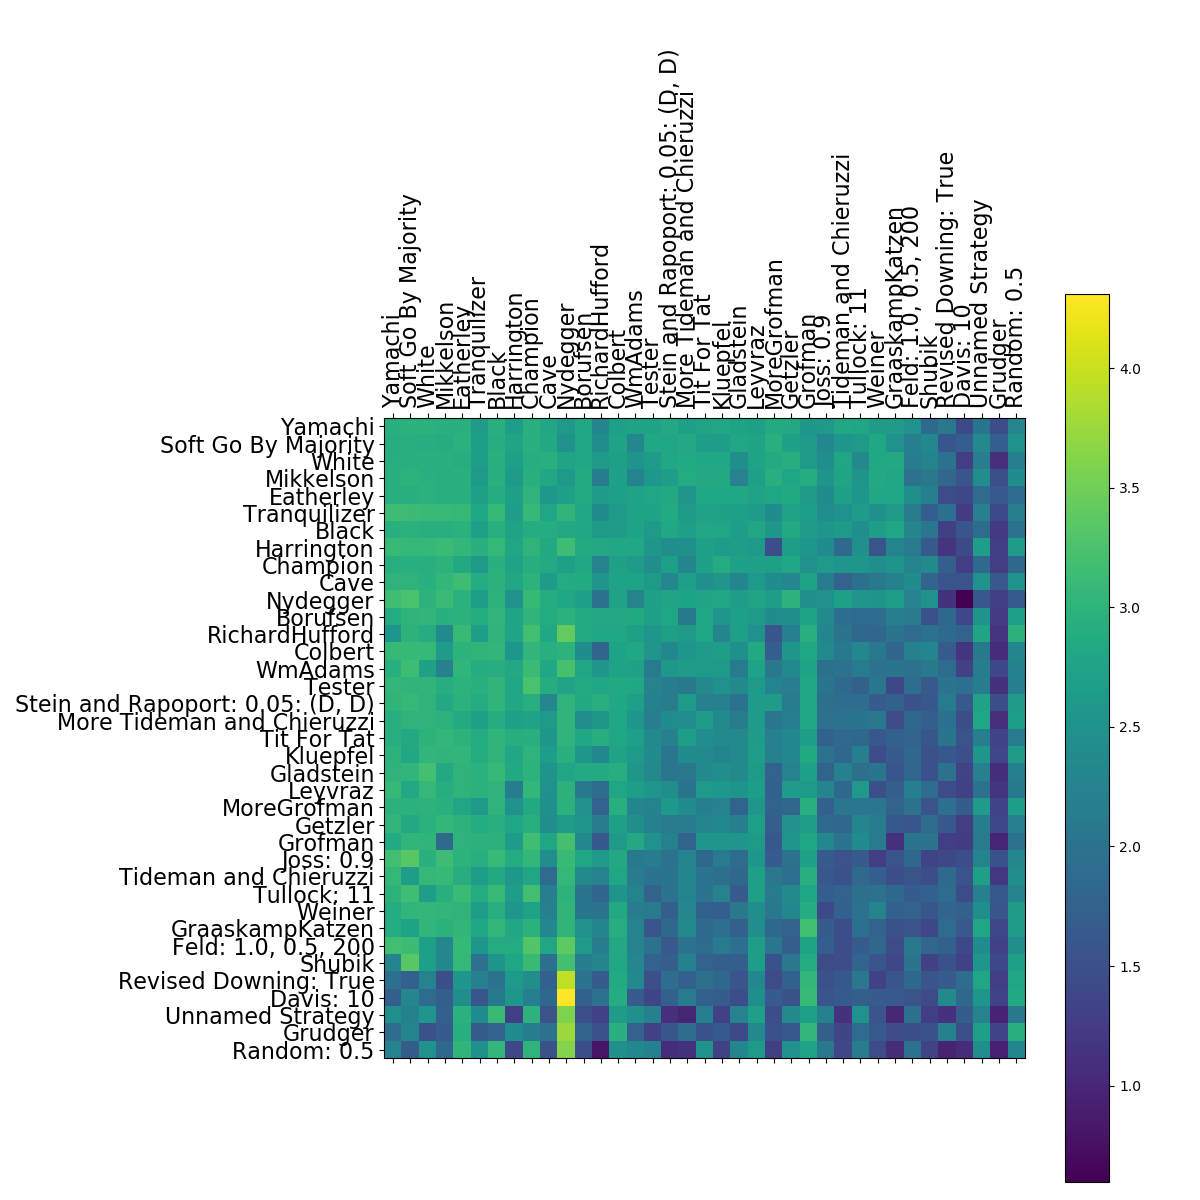 Yamachi
Soft Go By Majority
White
Mikkelson
Eatherley
Tranquilizer
Black
Harrington
Champion
Cave
Nydegger
Borufsen
RichardHufford
Colbert
WmAdams
Tester
Stein and Rapoport: 0.05: (D, D)
More Tideman and Chieruzzi
Tit For Tat
Kluepfel
Gladstein
Leyvraz
MoreGrofman
Getzler
Grofman
Joss: 0.9
Tideman and Chieruzzi
Tullock: 11
Weiner
GraaskampKatzen
Feld: 1.0, 0.5, 200
Shubik
Revised Downing: True
Davis: 10
Unnamed Strategy
Grudger
Random: 0.5
Yamachi
Soft Go By Majority
White
Mikkelson
Eatherley
Tranquilizer
Black
Harrington
Champion
Cave
Nydegger
Borufsen
RichardHufford
Colbert
WmAdams
Tester
Stein and Rapoport: 0.05: (D, D)
More Tideman and Chieruzzi
Tit For Tat
Kluepfel
Gladstein
Leyvraz
MoreGrofman
Getzler
Grofman
Joss: 0.9
Tideman and Chieruzzi
Tullock: 11
Weiner
GraaskampKatzen
Feld: 1.0, 0.5, 200
Shubik
Revised Downing: True
Davis: 10
Unnamed Strategy
Grudger
Random: 0.5
4.0
3.5
3.0
2.5
2.0
1.5
1.0